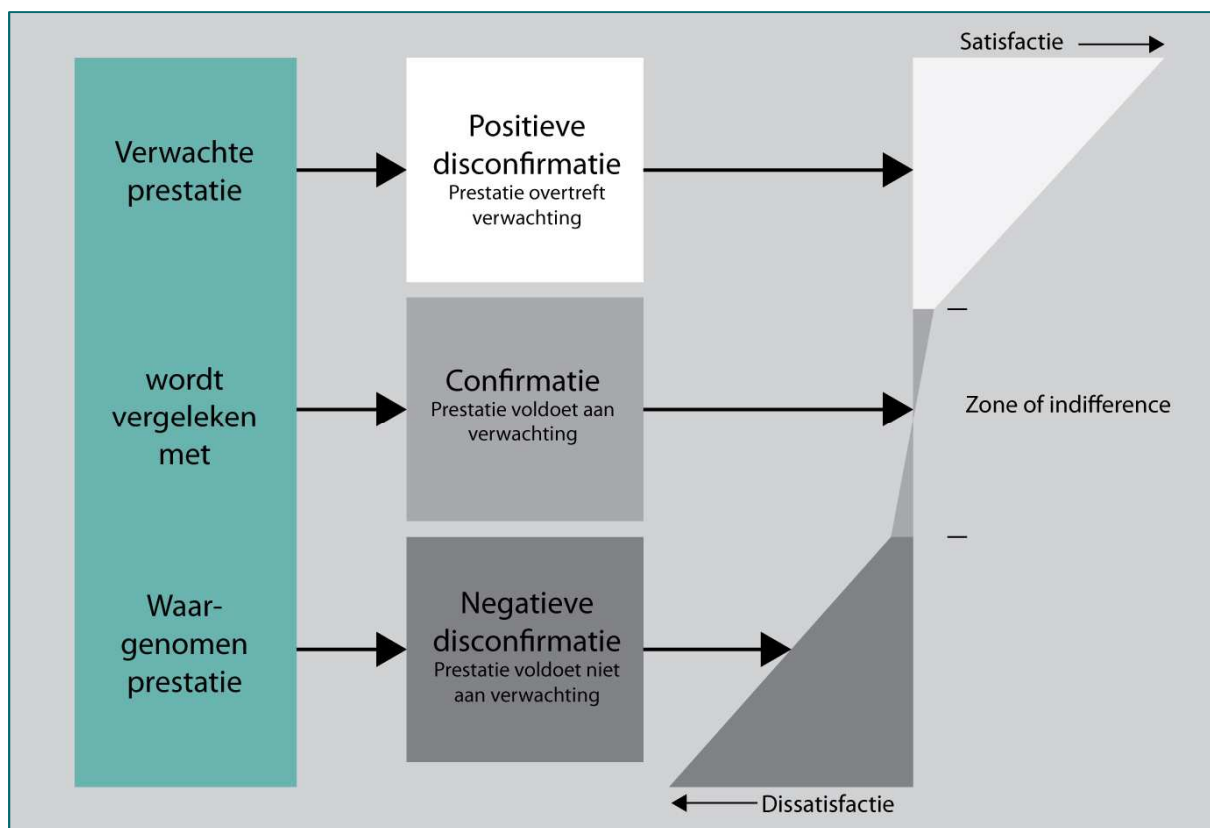 Satisfactie
Verwachte
prestatie
Positieve
disconfirmatie
Prestatie overtreft
verwachting
wordt
vergeleken
met
Confirmatie
Prestatie voldoet aan
verwachting
Zone of indifference
Waar-
genomen
prestatie
Negatieve
disconfirmatie
Prestatie voldoet niet
aan verwachting
Dissatisfactie